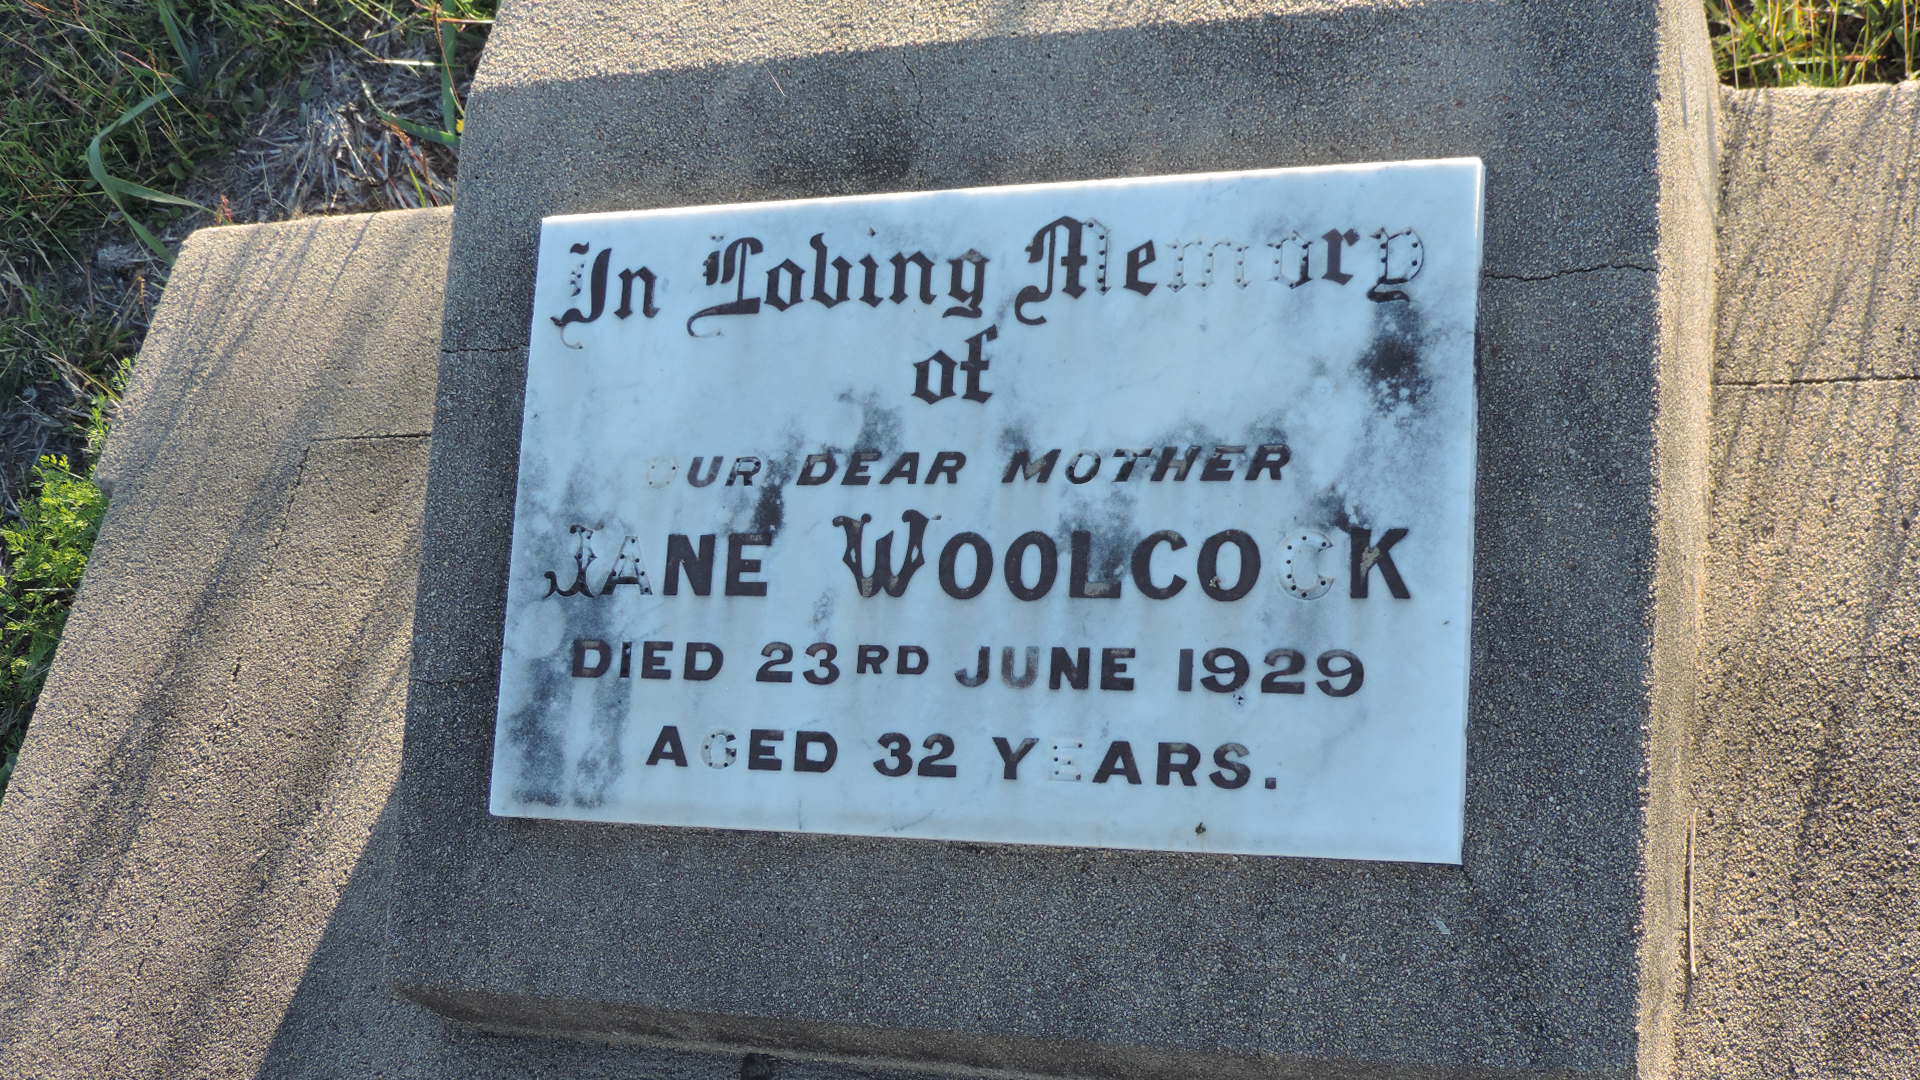 In Loving Memory
of
OUR DEAR MOTHER
JANE WOOLCOCK
DIED 23RD JUNE 1929
AGED 32 YEARS.